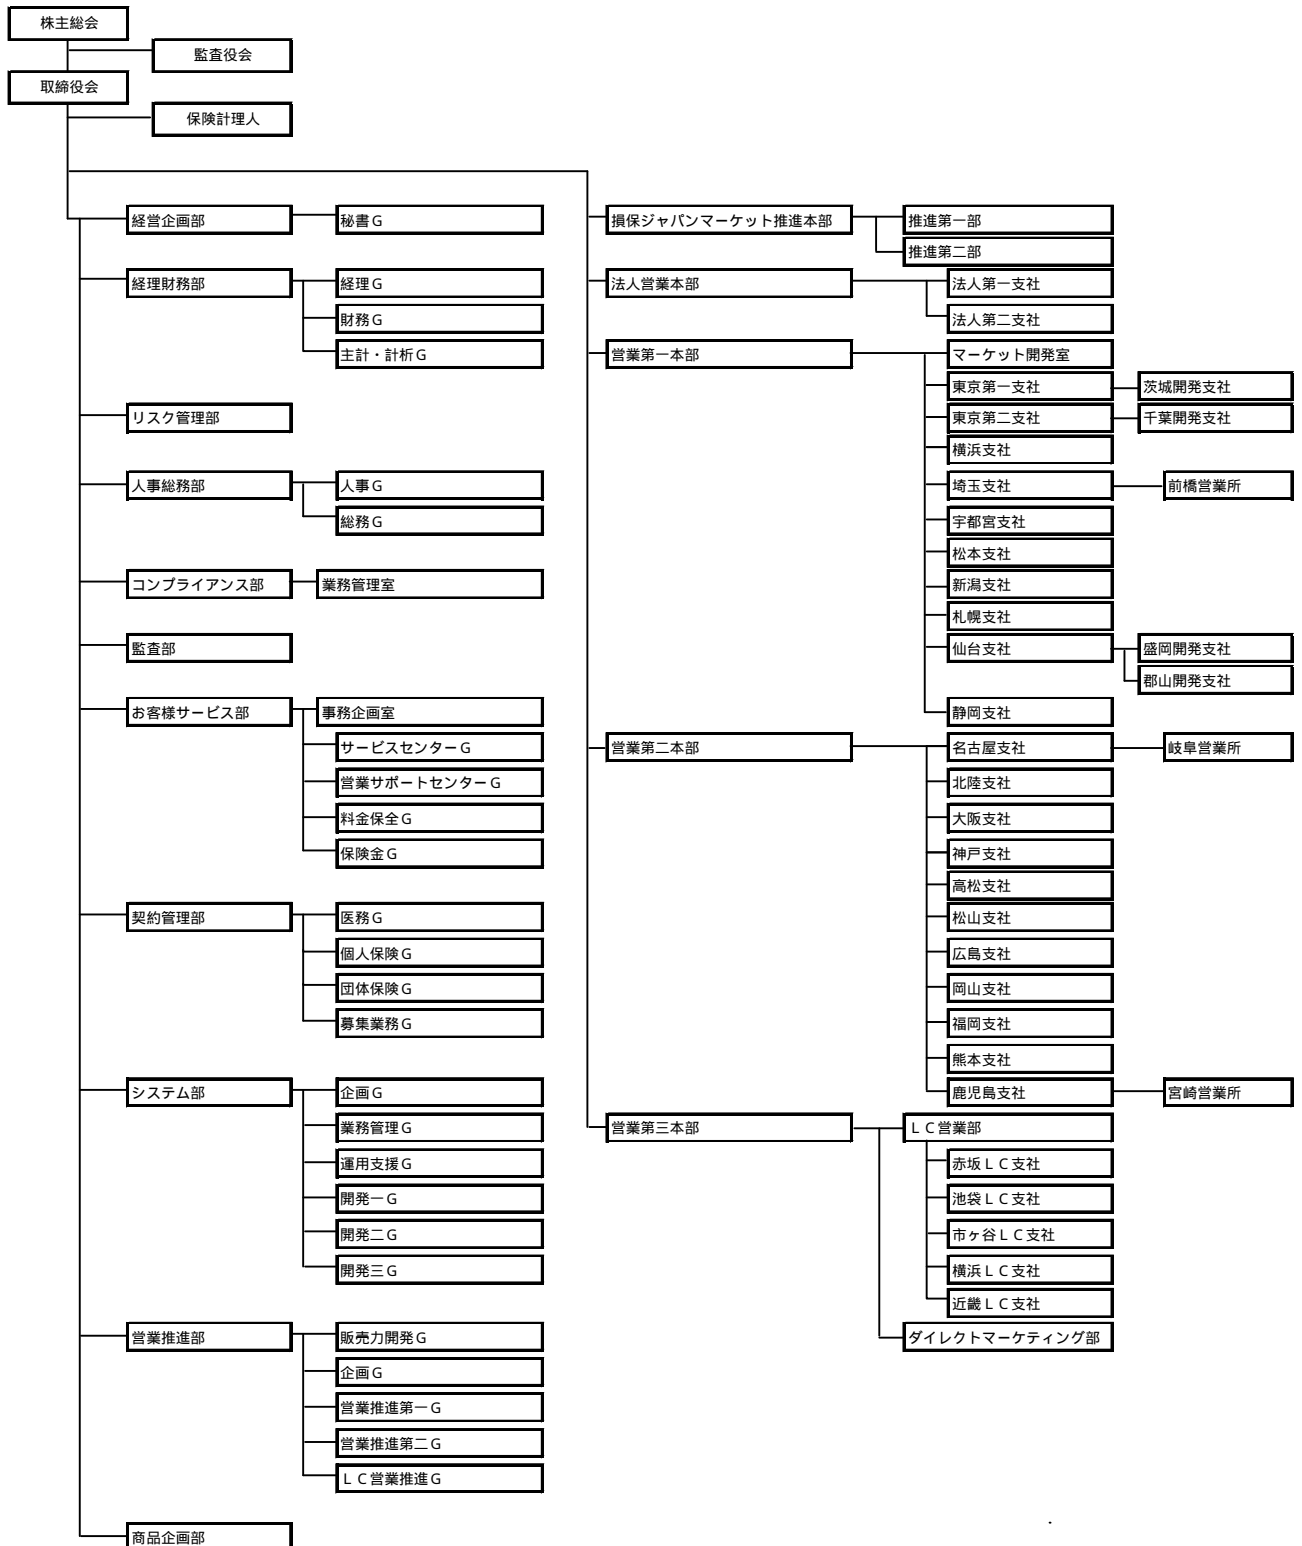 株主総会
監査役会
取締役会
保険計理人
経営企画部
秘書Ｇ
経理財務部
経理Ｇ
財務Ｇ
主計・計析Ｇ
リスク管理部
人事総務部
人事Ｇ
総務Ｇ
コンプライアンス部
業務管理室
監査部
お客様サービス部
事務企画室
サービスセンターＧ
営業サポートセンターＧ
料金保全Ｇ
保険金Ｇ
契約管理部
医務Ｇ
個人保険Ｇ
団体保険Ｇ
募集業務Ｇ
システム部
企画Ｇ
業務管理Ｇ
運用支援Ｇ
開発一Ｇ
開発二Ｇ
開発三Ｇ
営業推進部
販売力開発Ｇ
企画Ｇ
営業推進第一Ｇ
営業推進第二Ｇ
ＬＣ営業推進Ｇ
商品企画部
損保ジャパンマーケット推進本部
推進第一部
推進第二部
法人営業本部
法人第一支社
法人第二支社
営業第一本部
マーケット開発室
東京第一支社
茨城開発支社
東京第二支社
千葉開発支社
横浜支社
埼玉支社
前橋営業所
宇都宮支社
松本支社
新潟支社
札幌支社
仙台支社
盛岡開発支社
郡山開発支社
静岡支社
営業第二本部
名古屋支社
岐阜営業所
北陸支社
大阪支社
神戸支社
高松支社
松山支社
広島支社
岡山支社
福岡支社
熊本支社
鹿児島支社
宮崎営業所
営業第三本部
ＬＣ営業部
赤坂ＬＣ支社
池袋ＬＣ支社
市ヶ谷ＬＣ支社
横浜ＬＣ支社
近畿ＬＣ支社
ダイレクトマーケティング部